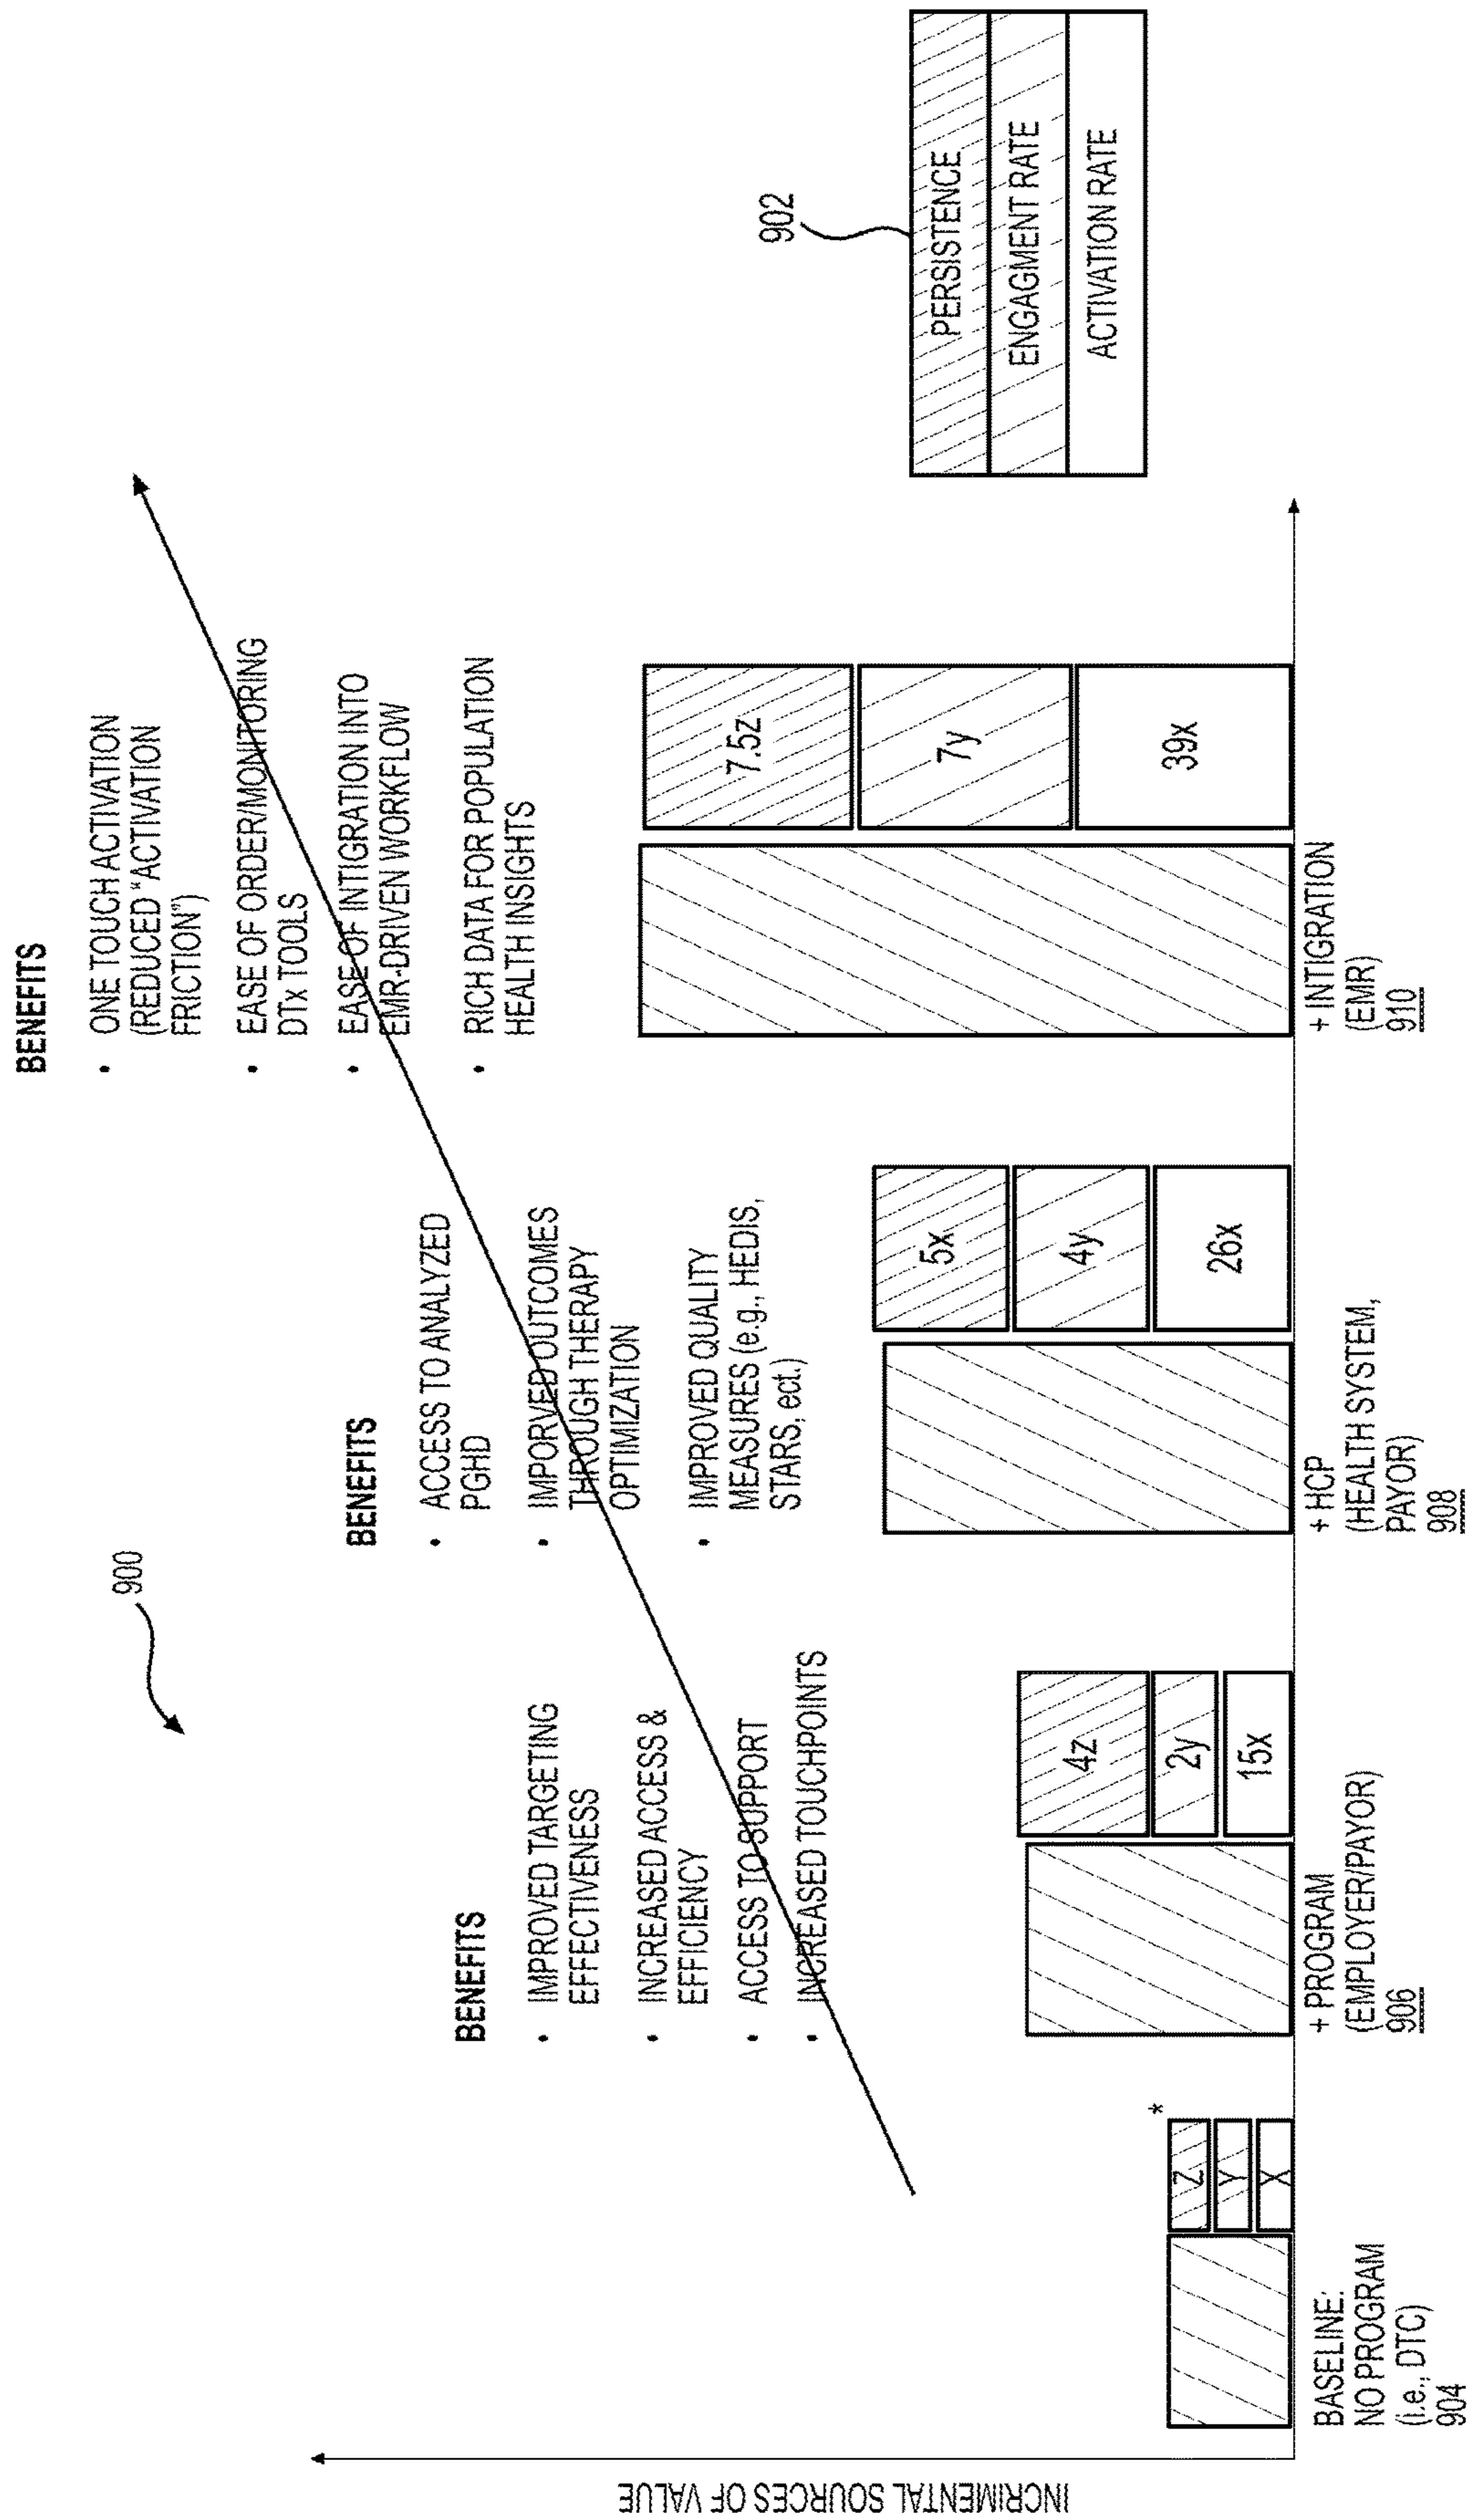 900
BENEFITS
• ONE TOUCH ACTIVATION
(REDUCED "ACTIVATION
FRICTION")
• EASE OF ORDER/MONITORING
DTx TOOLS
• EASE OF INTIGRATION INTO
EMR-DRIVEN WORKFLOW
• RICH DATA FOR POPULATION
HEALTH INSIGHTS
BENEFITS
• ACCESS TO ANALYZED
PGHD
• IMPORVED OUTCOMES
THROUGH THERAPY
OPTIMIZATION
• IMPROVED QUALITY
MEASURES (e.g., HEDIS,
STARS, ect.)
BENEFITS
• IMPROVED TARGETING
EFFECTIVENESS
• INCREASED ACCESS &
EFFICIENCY
• ACCESS TO SUPPORT
• INCREASED TOUCHPOINTS
902
PERSISTENCE
ENGAGMENT RATE
ACTIVATION RATE
INCRIMENTAL SOURCES OF VALUE
*
Z
Y
X
4z
2y
15x
5x
4y
26x
7.5z
7y
39x
BASELINE:
NO PROGRAM
(i.e., DTC)
904
+ PROGRAM
(EMPLOYER/PAYOR)
906
+ HCP
(HEALTH SYSTEM,
PAYOR)
908
+ INTIGRATION
(EMR)
910